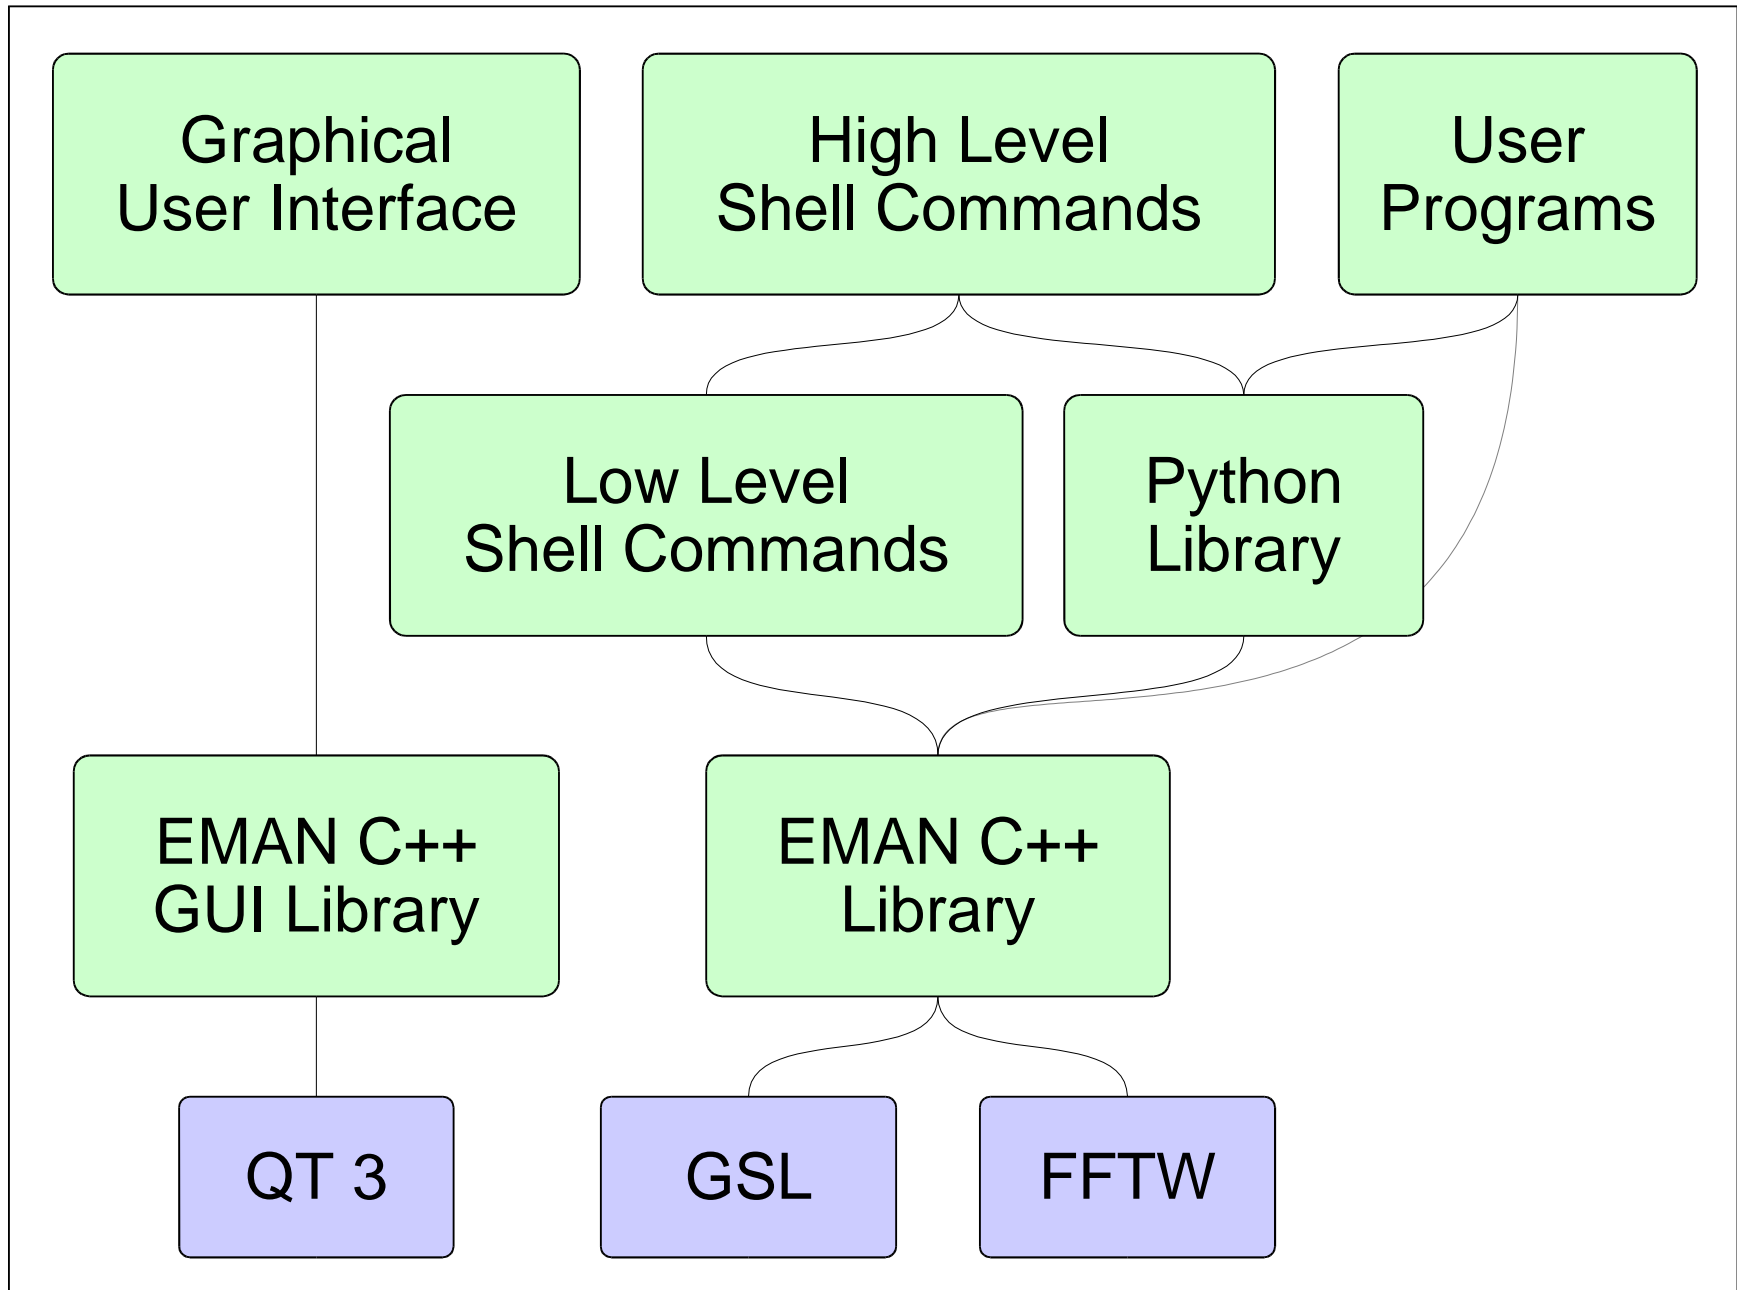 Graphical
User Interface
High Level
Shell Commands
User
Programs
Low Level
Shell Commands
Python
Library
EMAN C++
GUI Library
EMAN C++
Library
QT 3
GSL
FFTW